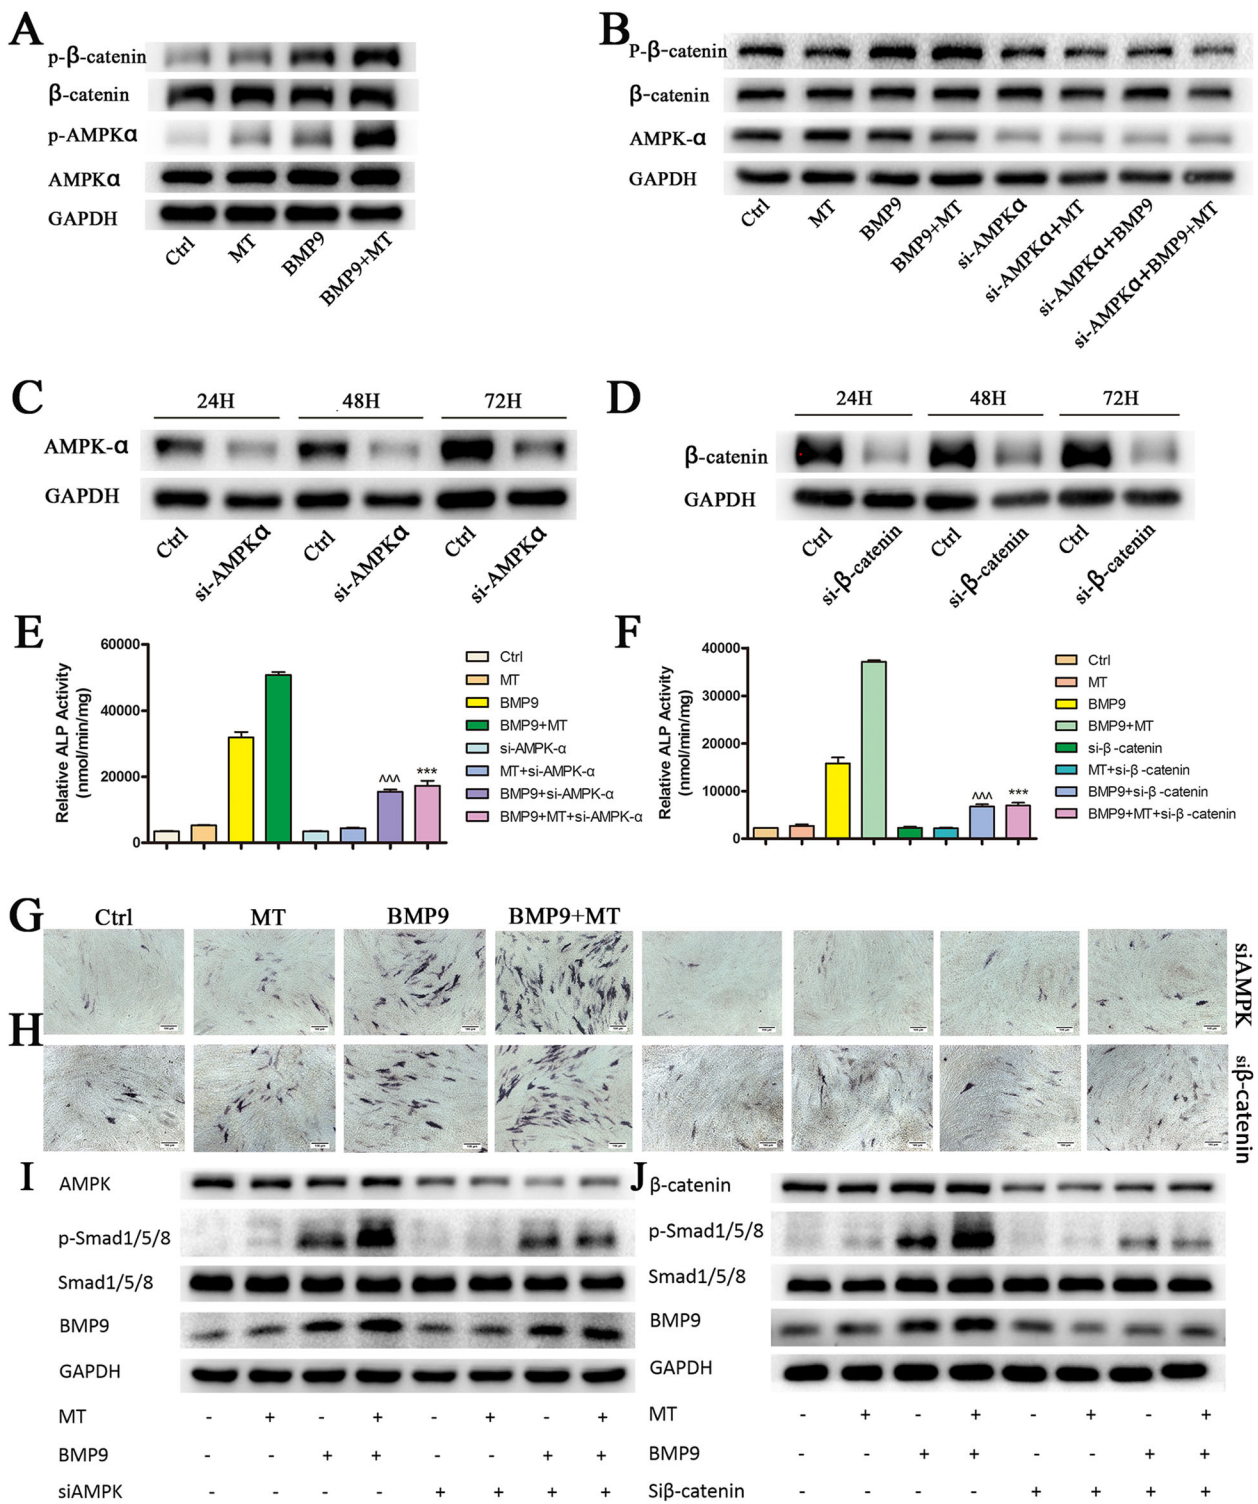 A
p-β-catenin
β-catenin
p-AMPKα
AMPKα
GAPDH
Ctrl
MT
BMP9
BMP9+MT
B
P-β-catenin
β-catenin
AMPK-α
GAPDH
Ctrl
MT
BMP9
BMP9+MT
si-AMPKα
si-AMPKα+MT
si-AMPKα+BMP9
si-AMPKα+BMP9+MT
C
24H 48H 72H
AMPK-α
GAPDH
Ctrl
si-AMPKα
Ctrl
si-AMPKα
Ctrl
si-AMPKα
D
24H 48H 72H
β-catenin
GAPDH
Ctrl
si-β-catenin
Ctrl
si-β-catenin
Ctrl
si-β-catenin
E
Relative ALP Activity
(nmol/min/mg)
60000
40000
20000
0
^^^ ***
Ctrl
MT
BMP9
BMP9+MT
si-AMPK-α
MT+si-AMPK-α
BMP9+si-AMPK-α
BMP9+MT+si-AMPK-α
F
Relative ALP Activity
(nmol/min/mg)
40000
30000
20000
10000
0
^^^ ***
Ctrl
MT
BMP9
BMP9+MT
si-β -catenin
MT+si-β -catenin
BMP9+si-β -catenin
BMP9+MT+si-β -catenin
G
Ctrl MT BMP9 BMP9+MT
siAMPK
H
siβ-catenin
I
AMPK
p-Smad1/5/8
Smad1/5/8
BMP9
GAPDH
MT - + - + - + - +
BMP9 - - + + - - + +
siAMPK - - - - + + + +
J
β-catenin
p-Smad1/5/8
Smad1/5/8
BMP9
GAPDH
MT - + - + - + - +
BMP9 - - + + - - + +
Siβ-catenin - - - - + + + +